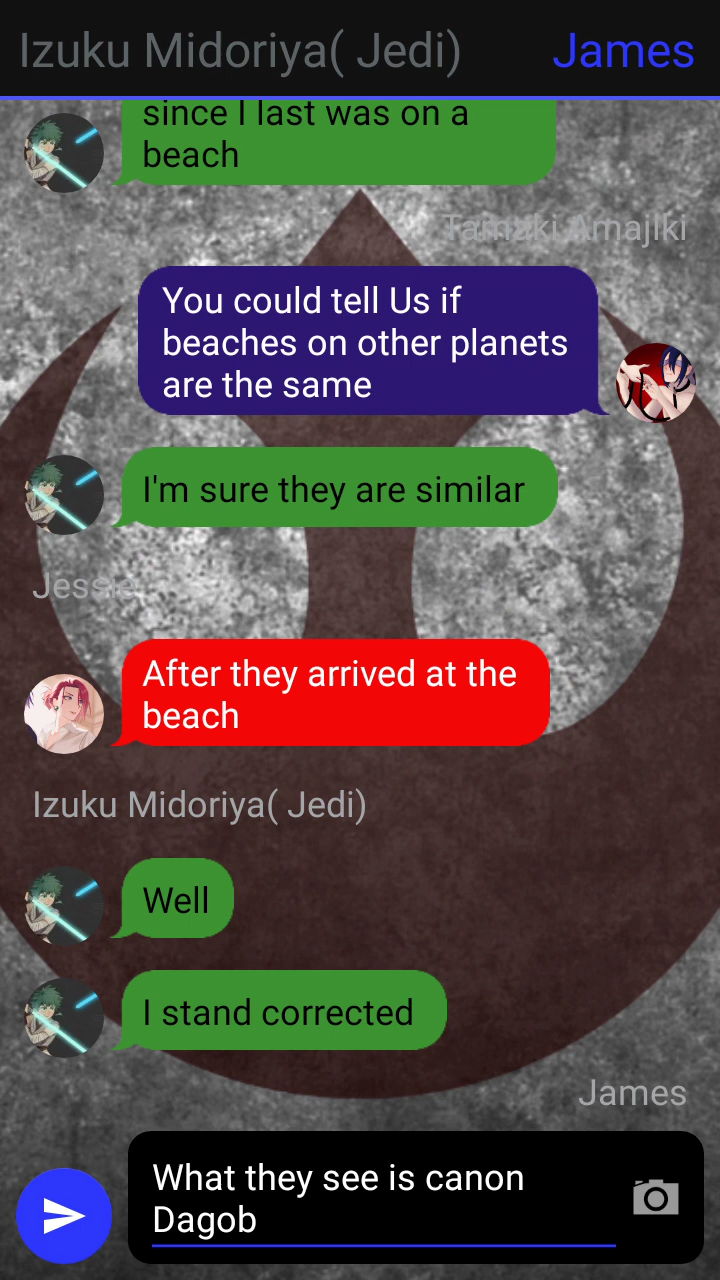 Izuku Midoriya( Jedi) James
since I last was on a
beach
Tamaki Amajiki
You could tell Us if
beaches on other planets
are the same
I'm sure they are similar
Jessie
After they arrived at the
beach
Izuku Midoriya( Jedi)
Well
I stand corrected
James
What they see is canon
Dagob